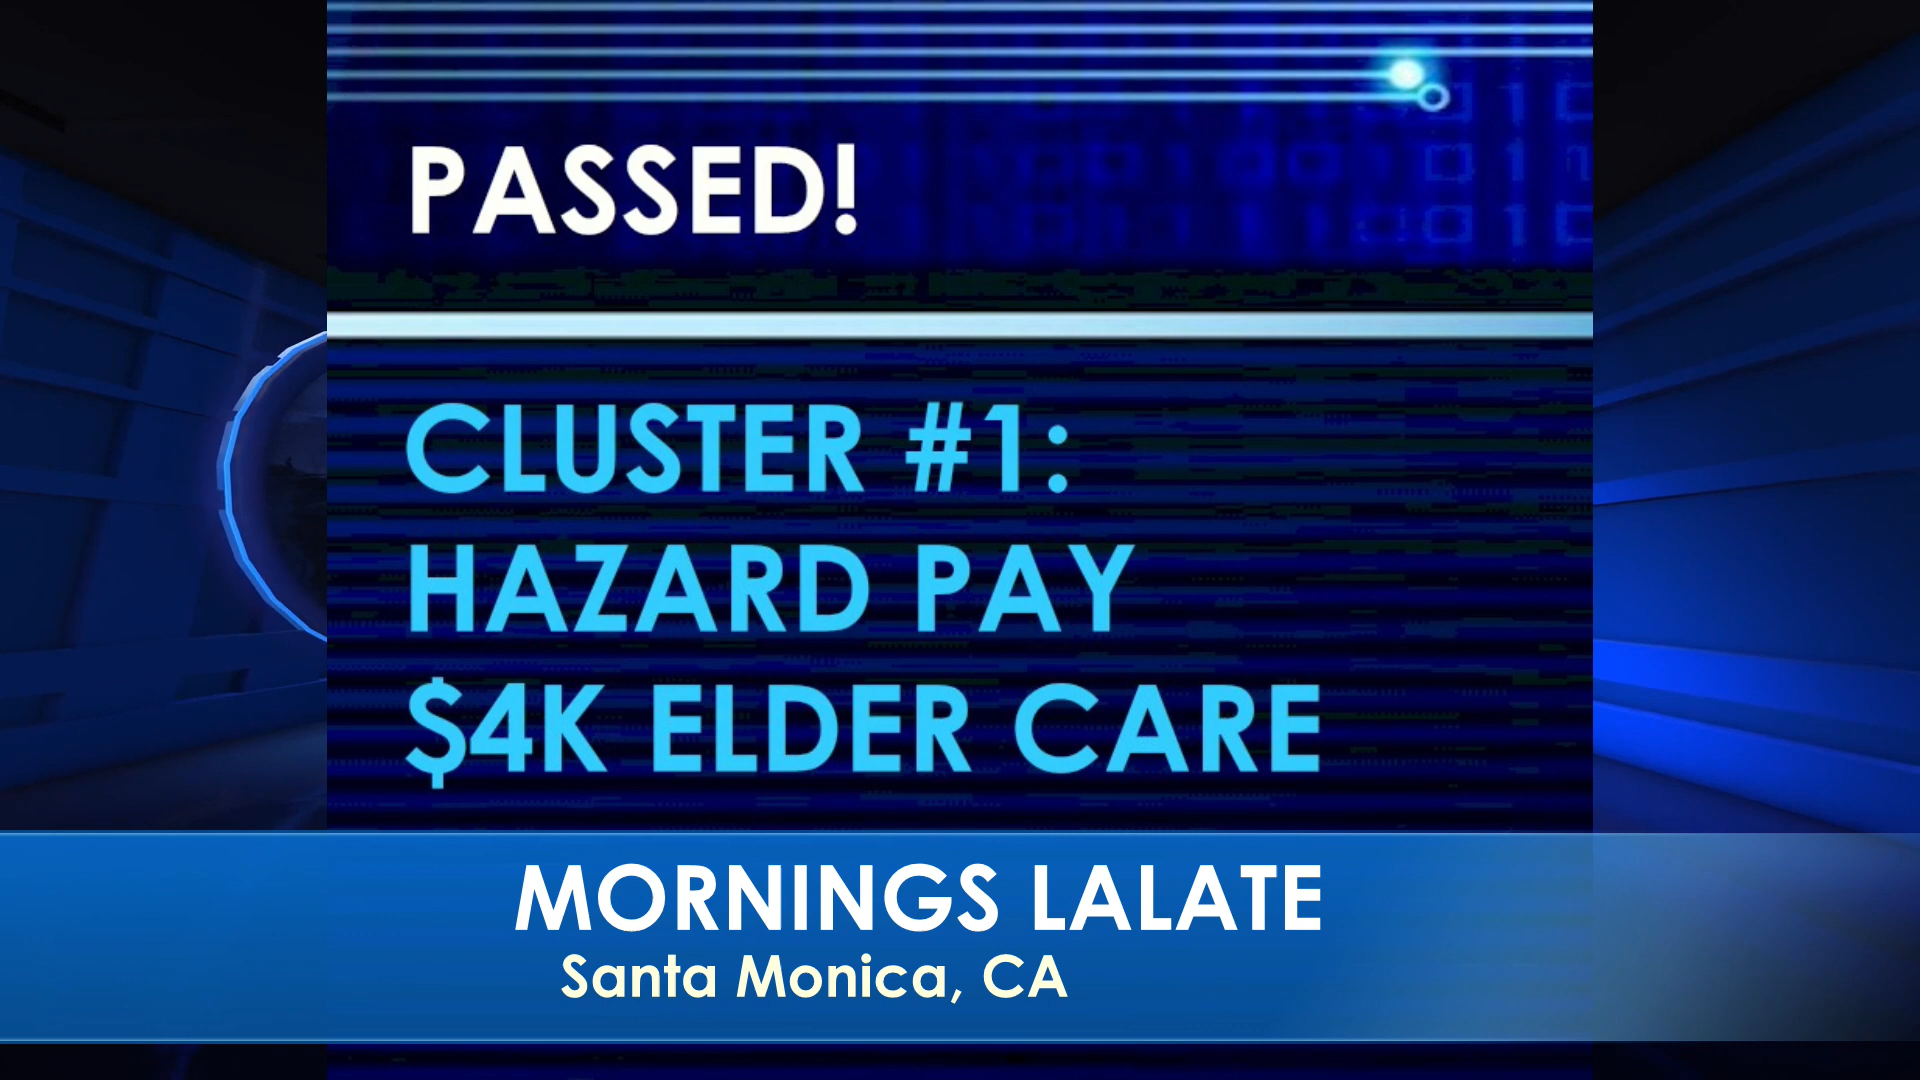 PASSED!
CLUSTER #1:
HAZARD PAY
$4K ELDER CARE
MORNINGS LALATE
Santa Monica, CA